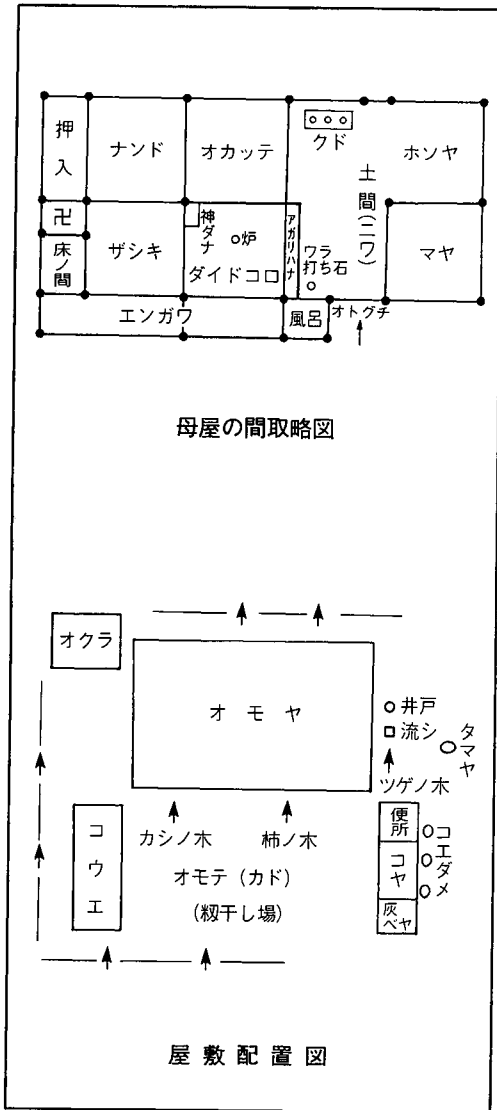 押入
ナンド
オカッテ
クド
土間(ニワ)
ホソヤ
卍
床ノ間
ザシキ
神ダナ
炉
ダイドコロ
アガリハナ
ワラ
打ち石
マヤ
エンガワ
風呂
オトグチ
母屋の間取略図
オクラ
オモヤ
井戸
流シ
タマヤ
ツゲノ木
カシノ木
柿ノ木
コウエ
オモテ(カド)
(籾干し場)
便所
コヤ
灰ベヤ
コエダメ
屋敷配置図